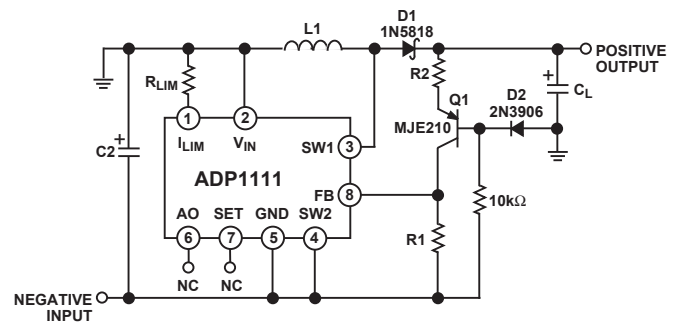 D1
1N5818
L1
POSITIVE
OUTPUT
RLIM
R2
D2
2N3906
+
CL
Q1
MJE210
1
2
ILIM
VIN
SW1
3
C2
+
ADP1111
FB
8
10kΩ
AO
SET
GND
SW2
6
7
5
4
R1
NC
NC
NEGATIVE
INPUT